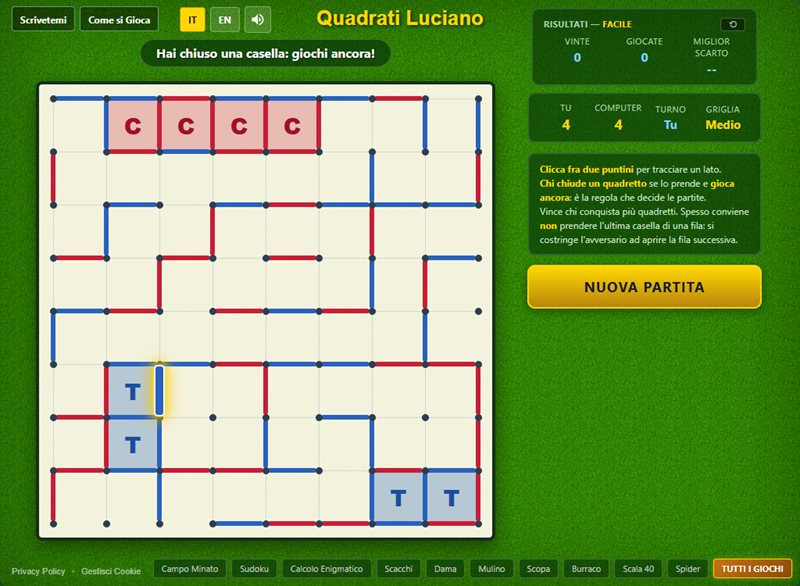 Scrivetemi
Come si Gioca
IT
EN
Quadrati Luciano
Hai chiuso una casella: giochi ancora!
C C C C
T
T
T T
RISULTATI — FACILE
VINTE GIOCATE MIGLIOR SCARTO
0 0 --
TU COMPUTER TURNO GRIGLIA
4 4 Tu Medio
Clicca fra due puntini per tracciare un lato.
Chi chiude un quadretto se lo prende e gioca
ancora: è la regola che decide le partite.
Vince chi conquista più quadretti. Spesso conviene
non prendere l'ultima casella di una fila: si
costringe l'avversario ad aprire la fila successiva.
NUOVA PARTITA
Privacy Policy • Gestisci Cookie
Campo Minato
Sudoku
Calcolo Enigmatico
Scacchi
Dama
Mulino
Scopa
Burraco
Scala 40
Spider
TUTTI I GIOCHI